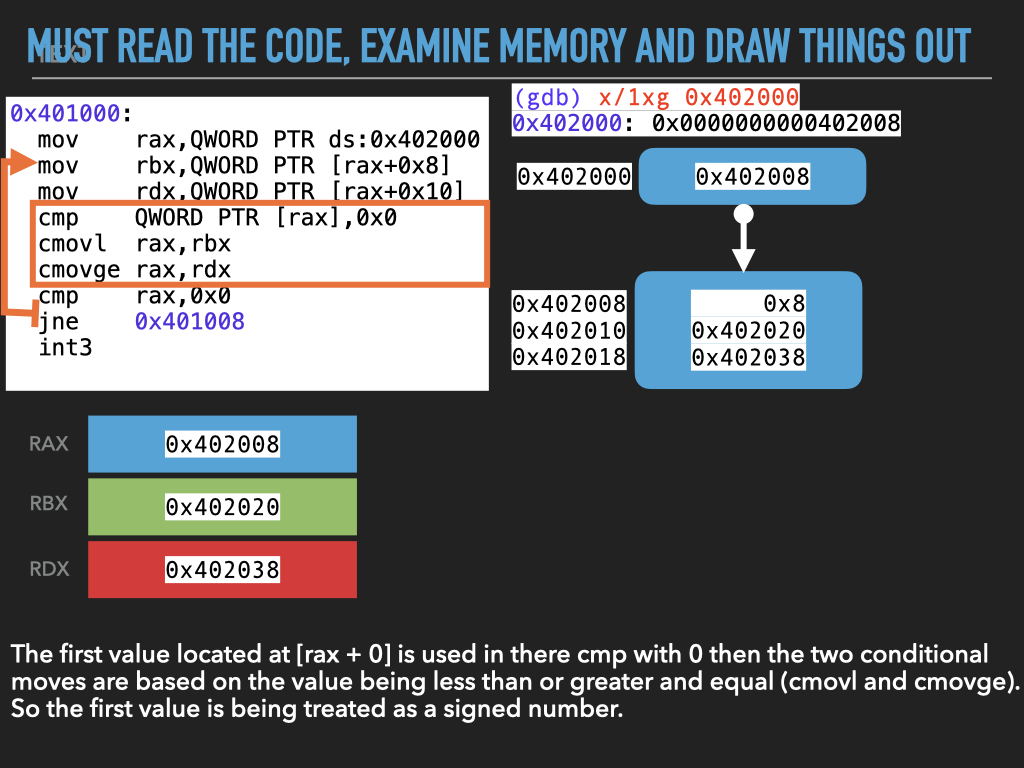 MUST READ THE CODE, EXAMINE MEMORY AND DRAW THINGS OUT
0x401000:
mov rax,QWORD PTR ds:0x402000
mov rbx,QWORD PTR [rax+0x8]
mov rdx,QWORD PTR [rax+0x10]
cmp QWORD PTR [rax],0x0
cmovl rax,rbx
cmovge rax,rdx
cmp rax,0x0
jne 0x401008
int3
(gdb) x/1xg 0x402000
0x402000: 0x0000000000402008
0x402000 0x402008
0x402008 0x8
0x402010 0x402020
0x402018 0x402038
RAX 0x402008
RBX 0x402020
RDX 0x402038
The first value located at [rax + 0] is used in there cmp with 0 then the two conditional
moves are based on the value being less than or greater and equal (cmovl and cmovge).
So the first value is being treated as a signed number.